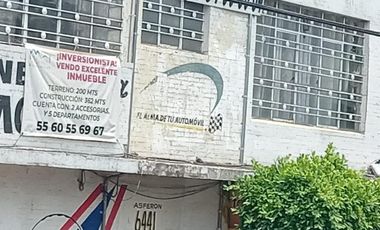 ¡INVERSIONISTA!
VENDO EXCELENTE
INMUEBLE
TERRENO: 200 MTS
CONSTRUCCIÓN: 362 MTS
CUENTA CON: 2 ACCESORIAS,
Y 5 DEPARTAMENTOS
55 60 55 69 67
EL ALMA DE TU AUTOMÓVIL
ASFERON
6441